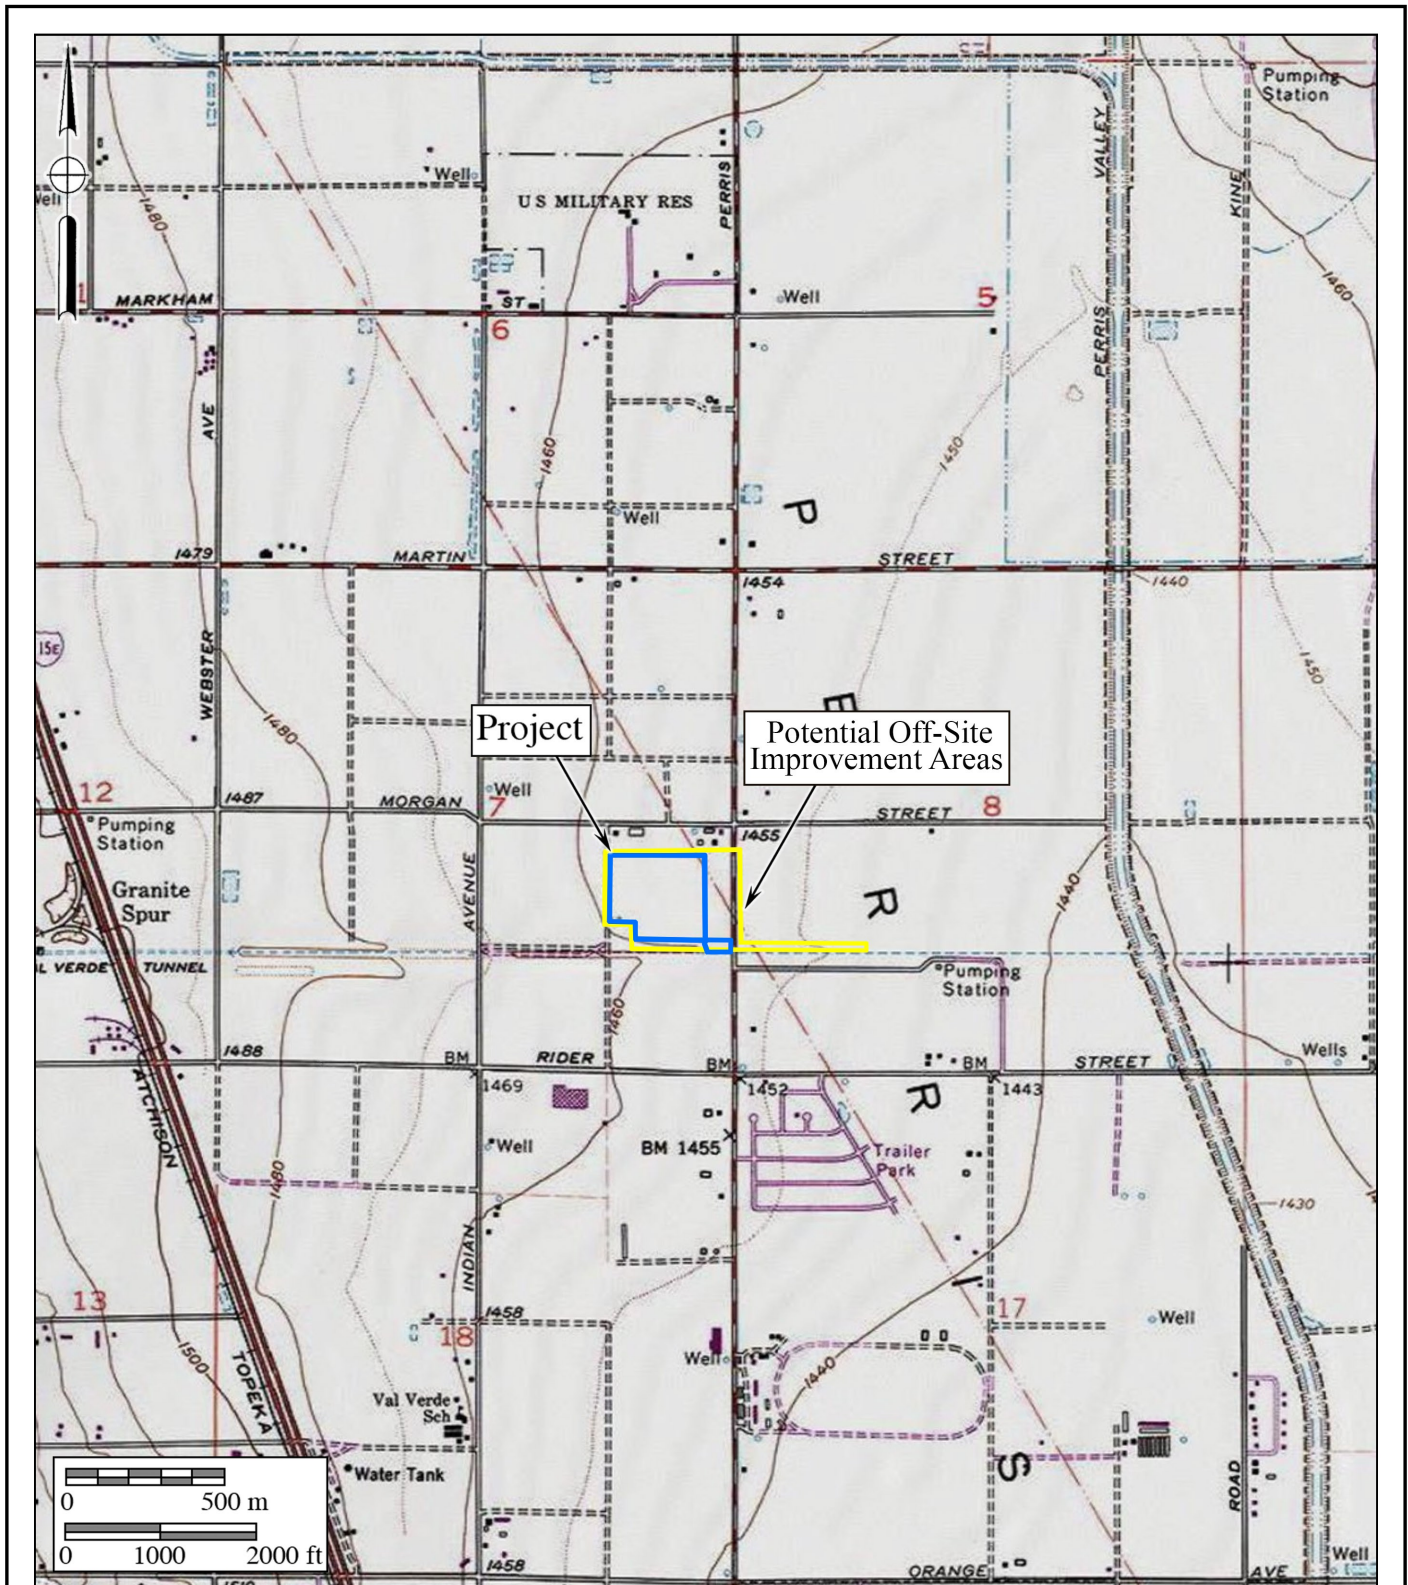 Pumping
Station
VALLEY
Well
Well
U S MILITARY RES
PERRIS
KING
1480
1460
1
MARKHAM
ST
Well
5
6
PERRIS
AVE
1460
1450
P
Well
1479
MARTIN
STREET
1454
1440
15E
WEBSTER
1450
E
Project
Potential Off-Site
Improvement Areas
1480
12
1487
MORGAN
Well
7
STREET
8
1455
Pumping
Station
Granite
Spur
AVENUE
R
1440
L VERDE
TUNNEL
Pumping
Station
1460
1488
BM
RIDER
BM
BM
STREET
Wells
1469
1452
1443
ATCHISON
R
Well
BM 1455
Trailer
Park
1480
1430
INDIAN
I
13
1458
17
Well
18
1500
TOPEKA
Well
1440
Val Verde
Sch
S
Water Tank
ROAD
0 500 m
0 1000 2000 ft
1458
ORANGE
AVE
Well